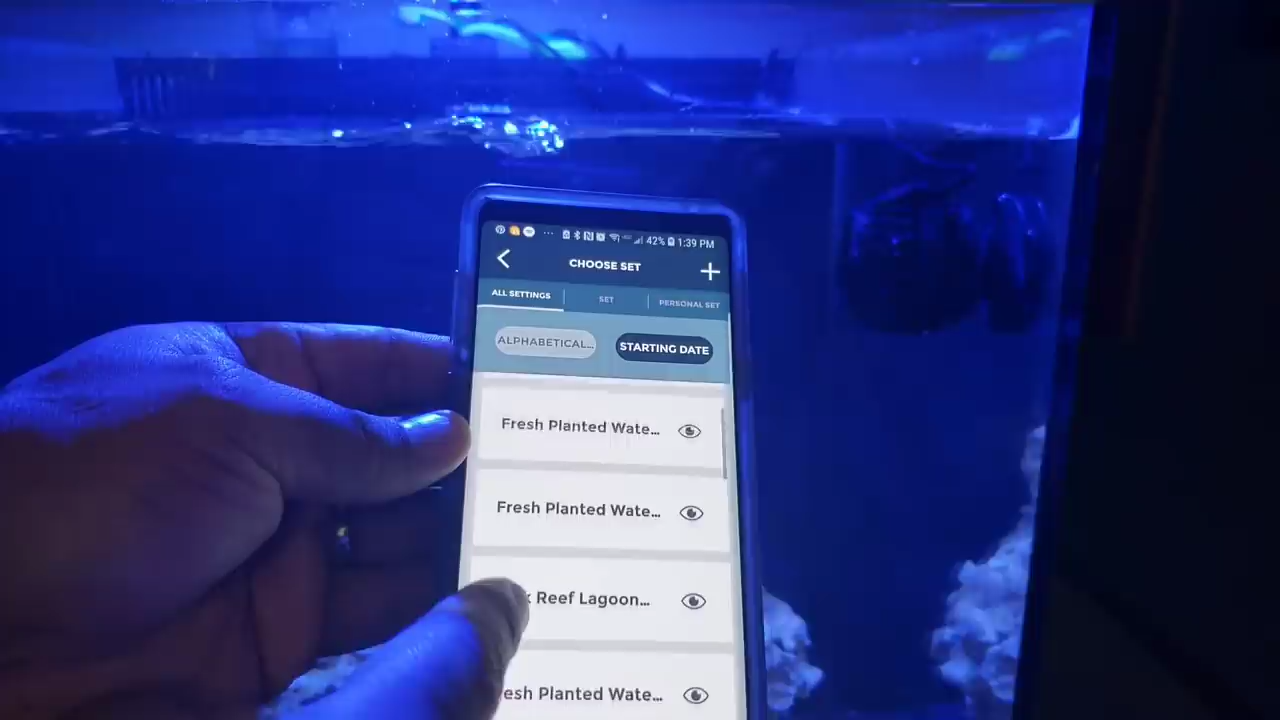 42% 1:39 PM
CHOOSE SET
ALL SETTINGS SET PERSONAL SET
ALPHABETICAL... STARTING DATE
Fresh Planted Wate...
Fresh Planted Wate...
Reef Lagoon...
Planted Wate...